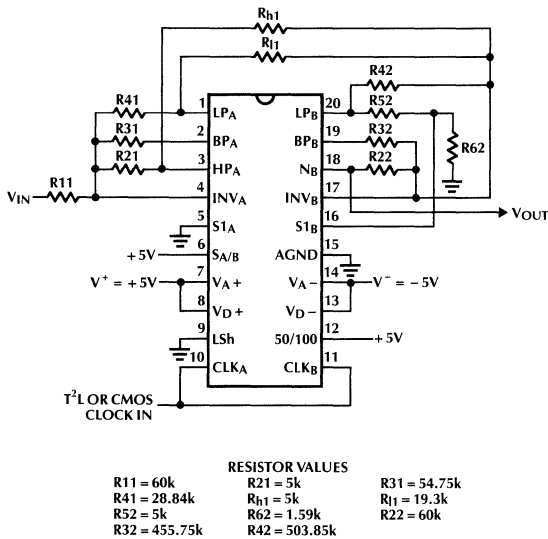 Rh1
Rl1
R42
R41
R52
R31
R32
R21
R22
R62
R11
VIN
VOUT
1 LPA LPB 20
2 BPA BPB 19
3 HPA NB 18
4 INVA INVB 17
5 S1A S1B 16
6 SA/B AGND 15
7 VA+ VA− 14
8 VD+ VD− 13
9 LSh 50/100 12
10 CLKA CLKB 11
+5V
V+ = +5V
V− = −5V
+5V
T²L OR CMOS
CLOCK IN
RESISTOR VALUES
R11 = 60k R21 = 5k R31 = 54.75k
R41 = 28.84k Rh1 = 5k Rl1 = 19.3k
R52 = 5k R62 = 1.59k R22 = 60k
R32 = 455.75k R42 = 503.85k